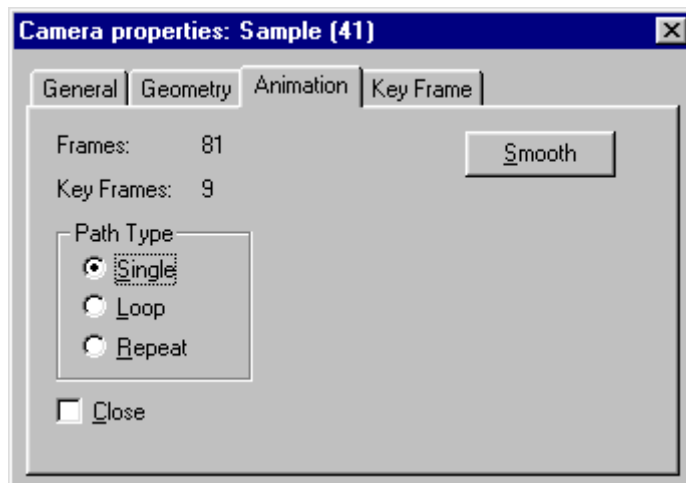 Camera properties: Sample (41)
General Geometry Animation Key Frame
Frames: 81
Smooth
Key Frames: 9
Path Type
Single
Loop
Repeat
Close